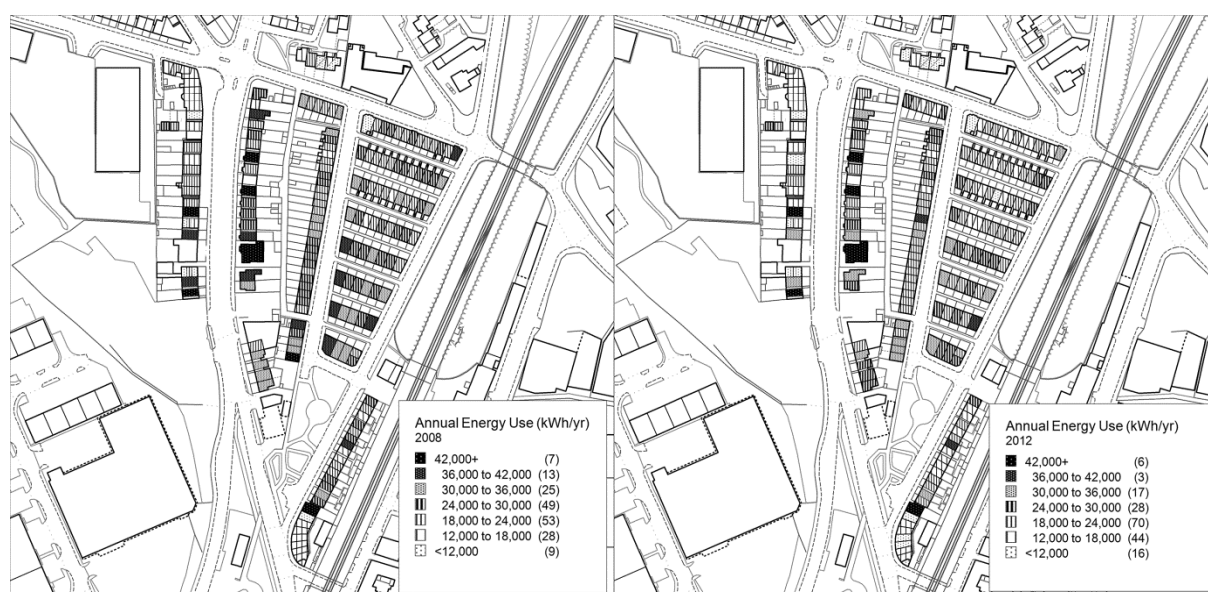 Annual Energy Use (kWh/yr)
2008
42,000+ (7)
36,000 to 42,000 (13)
30,000 to 36,000 (25)
24,000 to 30,000 (49)
18,000 to 24,000 (53)
12,000 to 18,000 (28)
<12,000 (9)
Annual Energy Use (kWh/yr)
2012
42,000+ (6)
36,000 to 42,000 (3)
30,000 to 36,000 (17)
24,000 to 30,000 (28)
18,000 to 24,000 (70)
12,000 to 18,000 (44)
<12,000 (16)